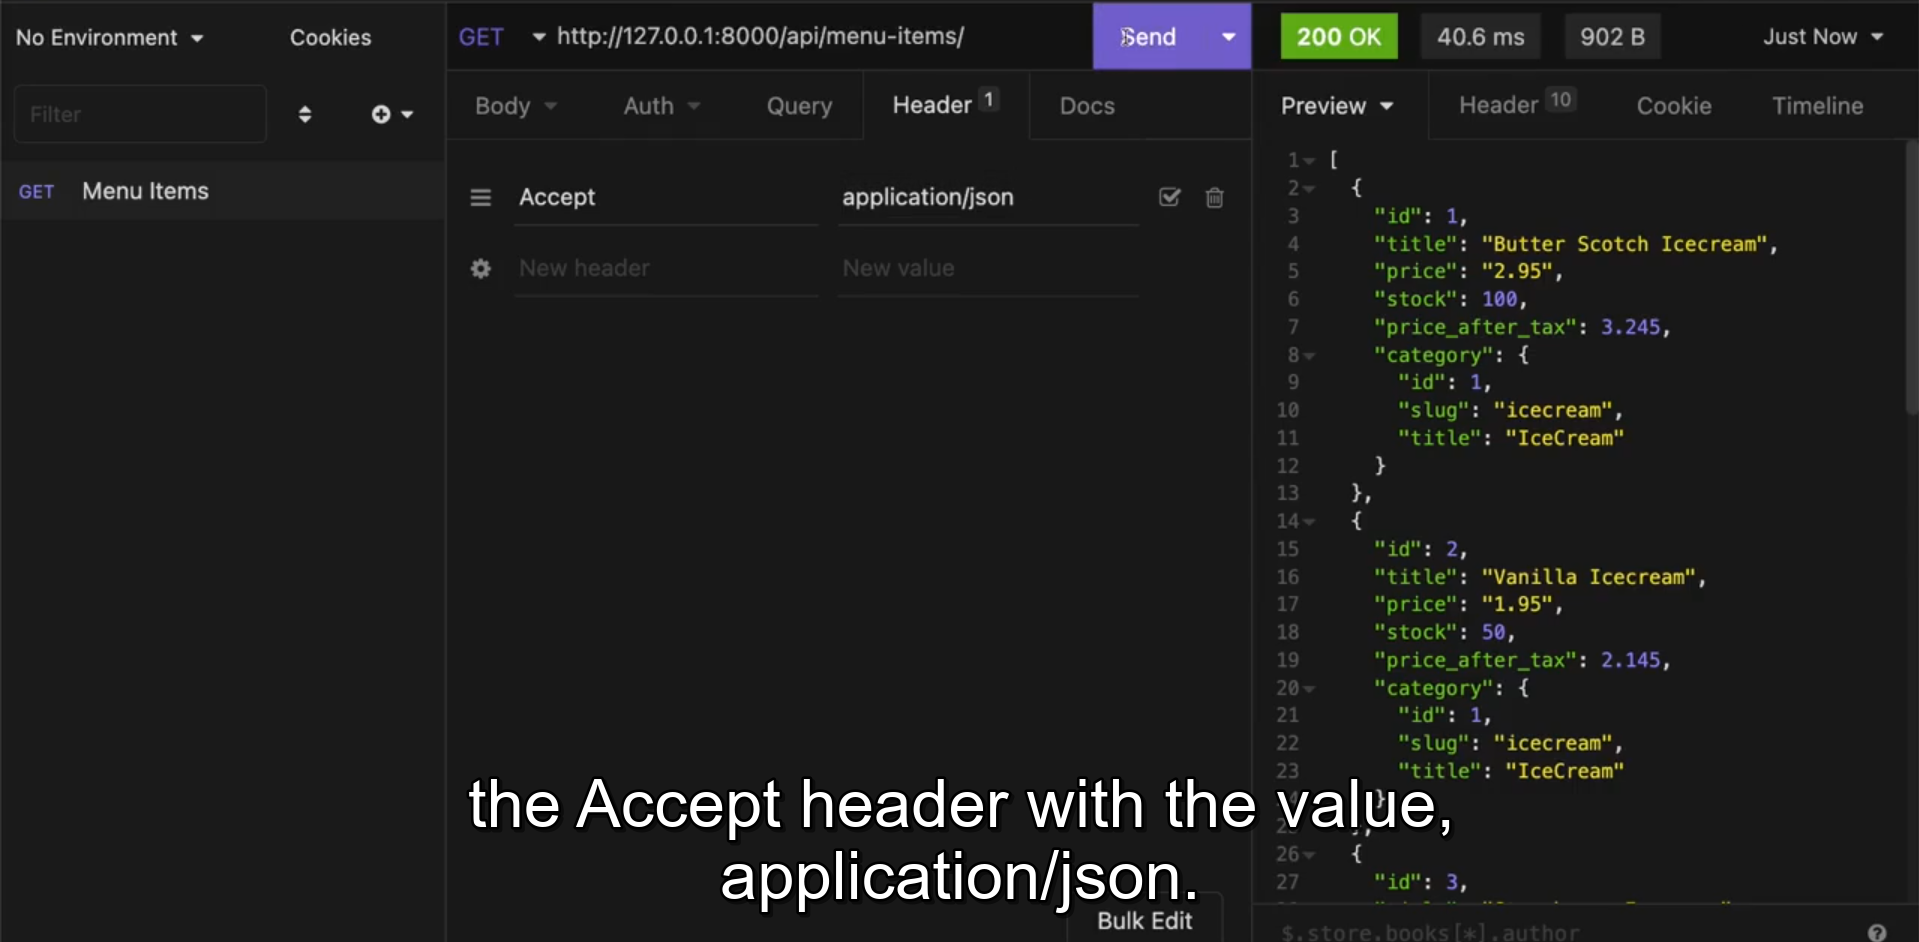 No Environment Cookies GET http://127.0.0.1:8000/api/menu-items/ Send 200 OK 40.6 ms 902 B Just Now
Filter Body Auth Query Header 1 Docs Preview Header 10 Cookie Timeline
GET Menu Items
Accept application/json
New header New value
1 [
2 {
3 "id": 1,
4 "title": "Butter Scotch Icecream",
5 "price": "2.95",
6 "stock": 100,
7 "price_after_tax": 3.245,
8 "category": {
9 "id": 1,
10 "slug": "icecream",
11 "title": "IceCream"
12 }
13 },
14 {
15 "id": 2,
16 "title": "Vanilla Icecream",
17 "price": "1.95",
18 "stock": 50,
19 "price_after_tax": 2.145,
20 "category": {
21 "id": 1,
22 "slug": "icecream",
23 "title": "IceCream"
}
26 {
27 "id": 3,
the Accept header with the value,
application/json.
Bulk Edit
$.store.books[*].author